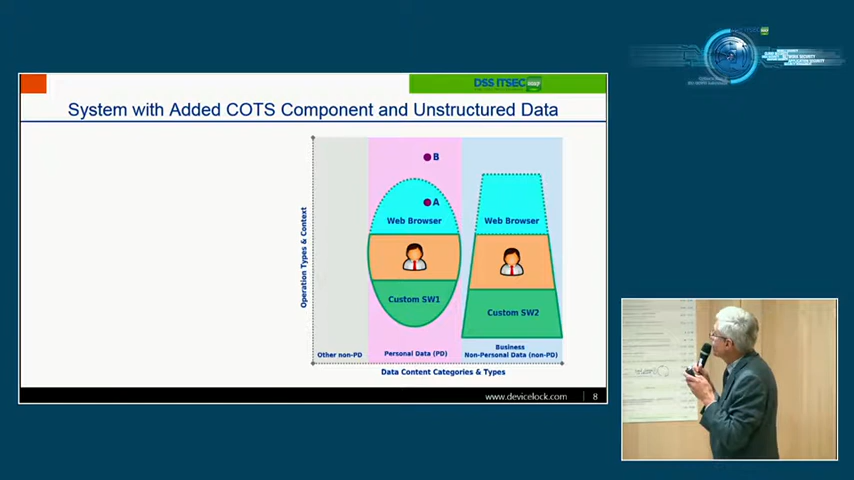 DSS ITSEC
System with Added COTS Component and Unstructured Data
B
A
Web Browser
Web Browser
Operation Types & Context
Custom SW1
Custom SW2
Other non-PD
Personal Data (PD)
Business
Non-Personal Data (non-PD)
Data Content Categories & Types
www.devicelock.com
8